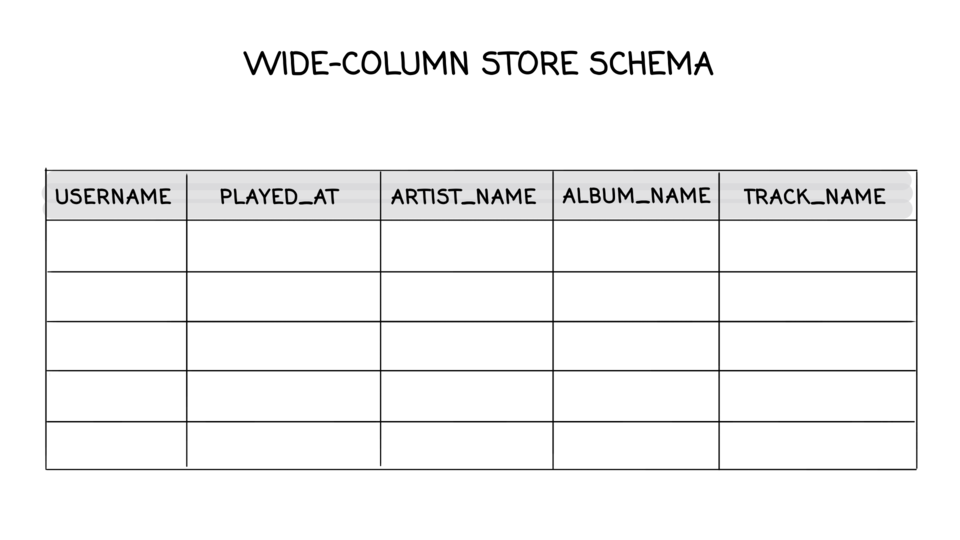 WIDE-COLUMN STORE SCHEMA
USERNAME PLAYED_AT ARTIST_NAME ALBUM_NAME TRACK_NAME